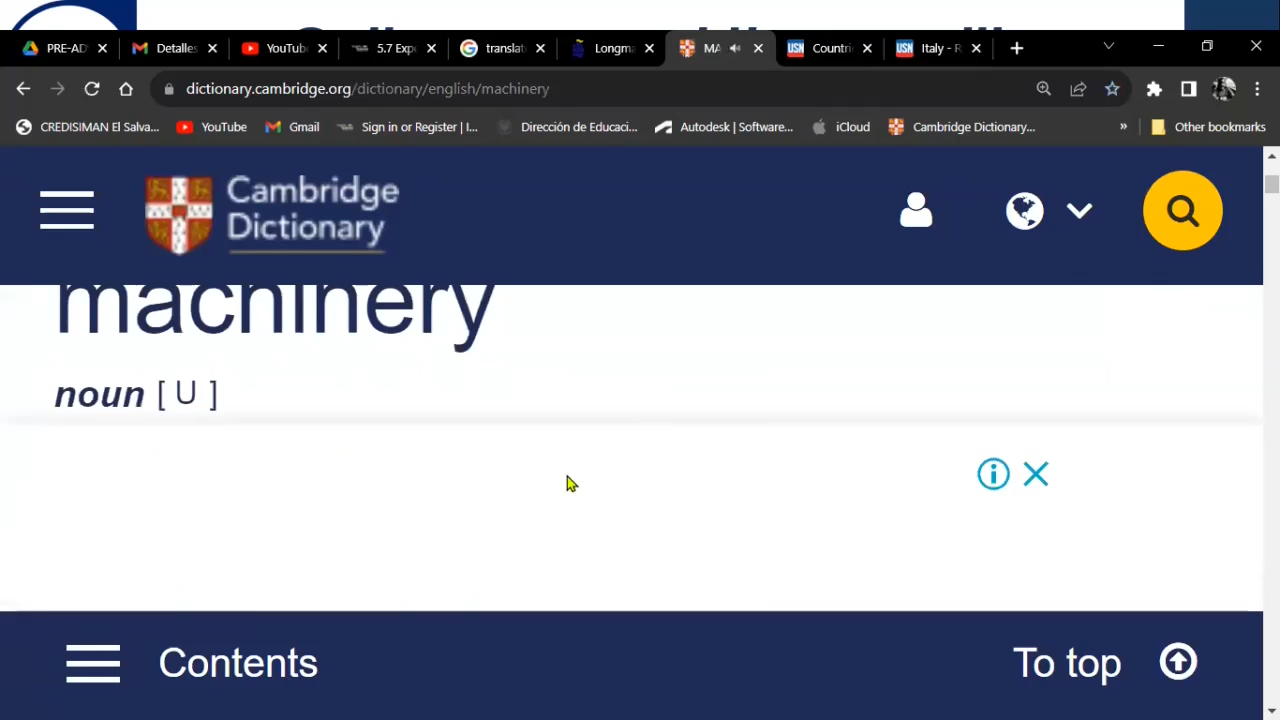 PRE-AD
Detalles
YouTube
5.7 Exp
translat
Longma
MA
Countri
Italy - R
dictionary.cambridge.org/dictionary/english/machinery
CREDISIMAN El Salva...
YouTube
Gmail
Sign in or Register | I...
Dirección de Educaci...
Autodesk | Software...
iCloud
Cambridge Dictionary...
»
Other bookmarks
Cambridge
Dictionary
machinery
noun [ U ]
Contents
To top